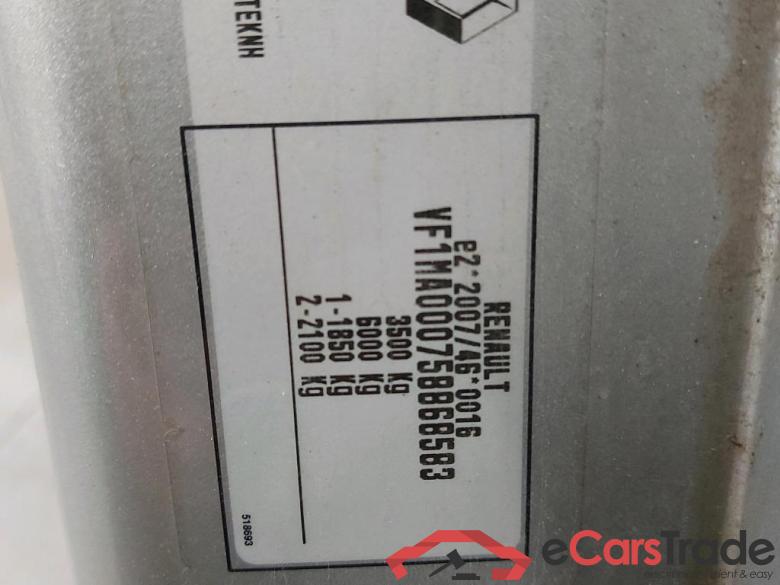 TEKNH
RENAULT
e2*2007/46*0016
VF1MA000758868583
3500 Kg
6000 Kg
1-1850 Kg
2-2100 Kg
518693
eCarsTrade
& easy